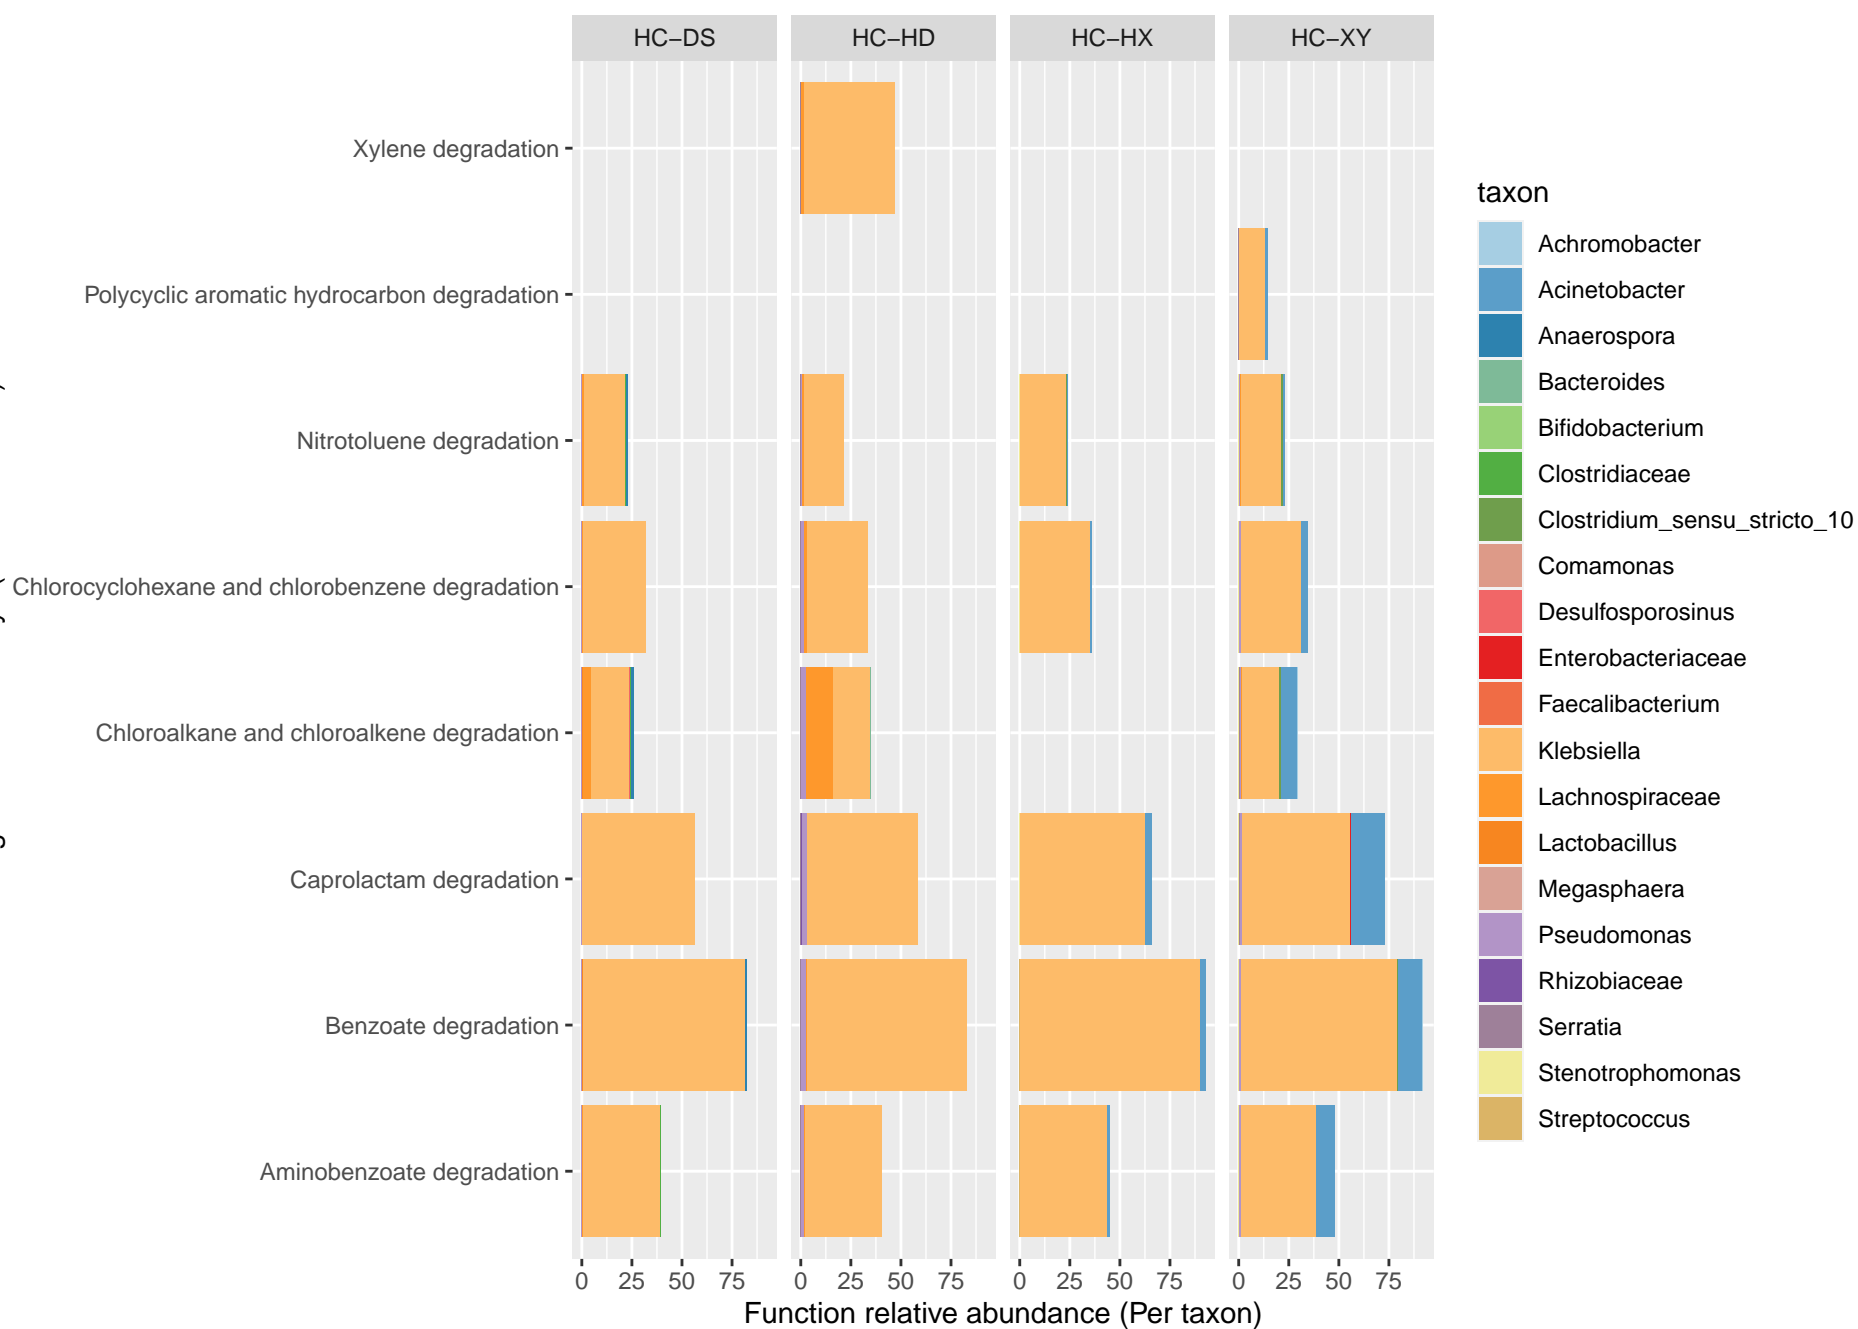 HC−DS HC−HD HC−HX HC−XY
Xylene degradation
Polycyclic aromatic hydrocarbon degradation
Nitrotoluene degradation
Chlorocyclohexane and chlorobenzene degradation
Chloroalkane and chloroalkene degradation
Caprolactam degradation
Benzoate degradation
Aminobenzoate degradation
0 25 50 75 0 25 50 75 0 25 50 75 0 25 50 75
Function relative abundance (Per taxon)
taxon
Achromobacter
Acinetobacter
Anaerospora
Bacteroides
Bifidobacterium
Clostridiaceae
Clostridium_sensu_stricto_10
Comamonas
Desulfosporosinus
Enterobacteriaceae
Faecalibacterium
Klebsiella
Lachnospiraceae
Lactobacillus
Megasphaera
Pseudomonas
Rhizobiaceae
Serratia
Stenotrophomonas
Streptococcus